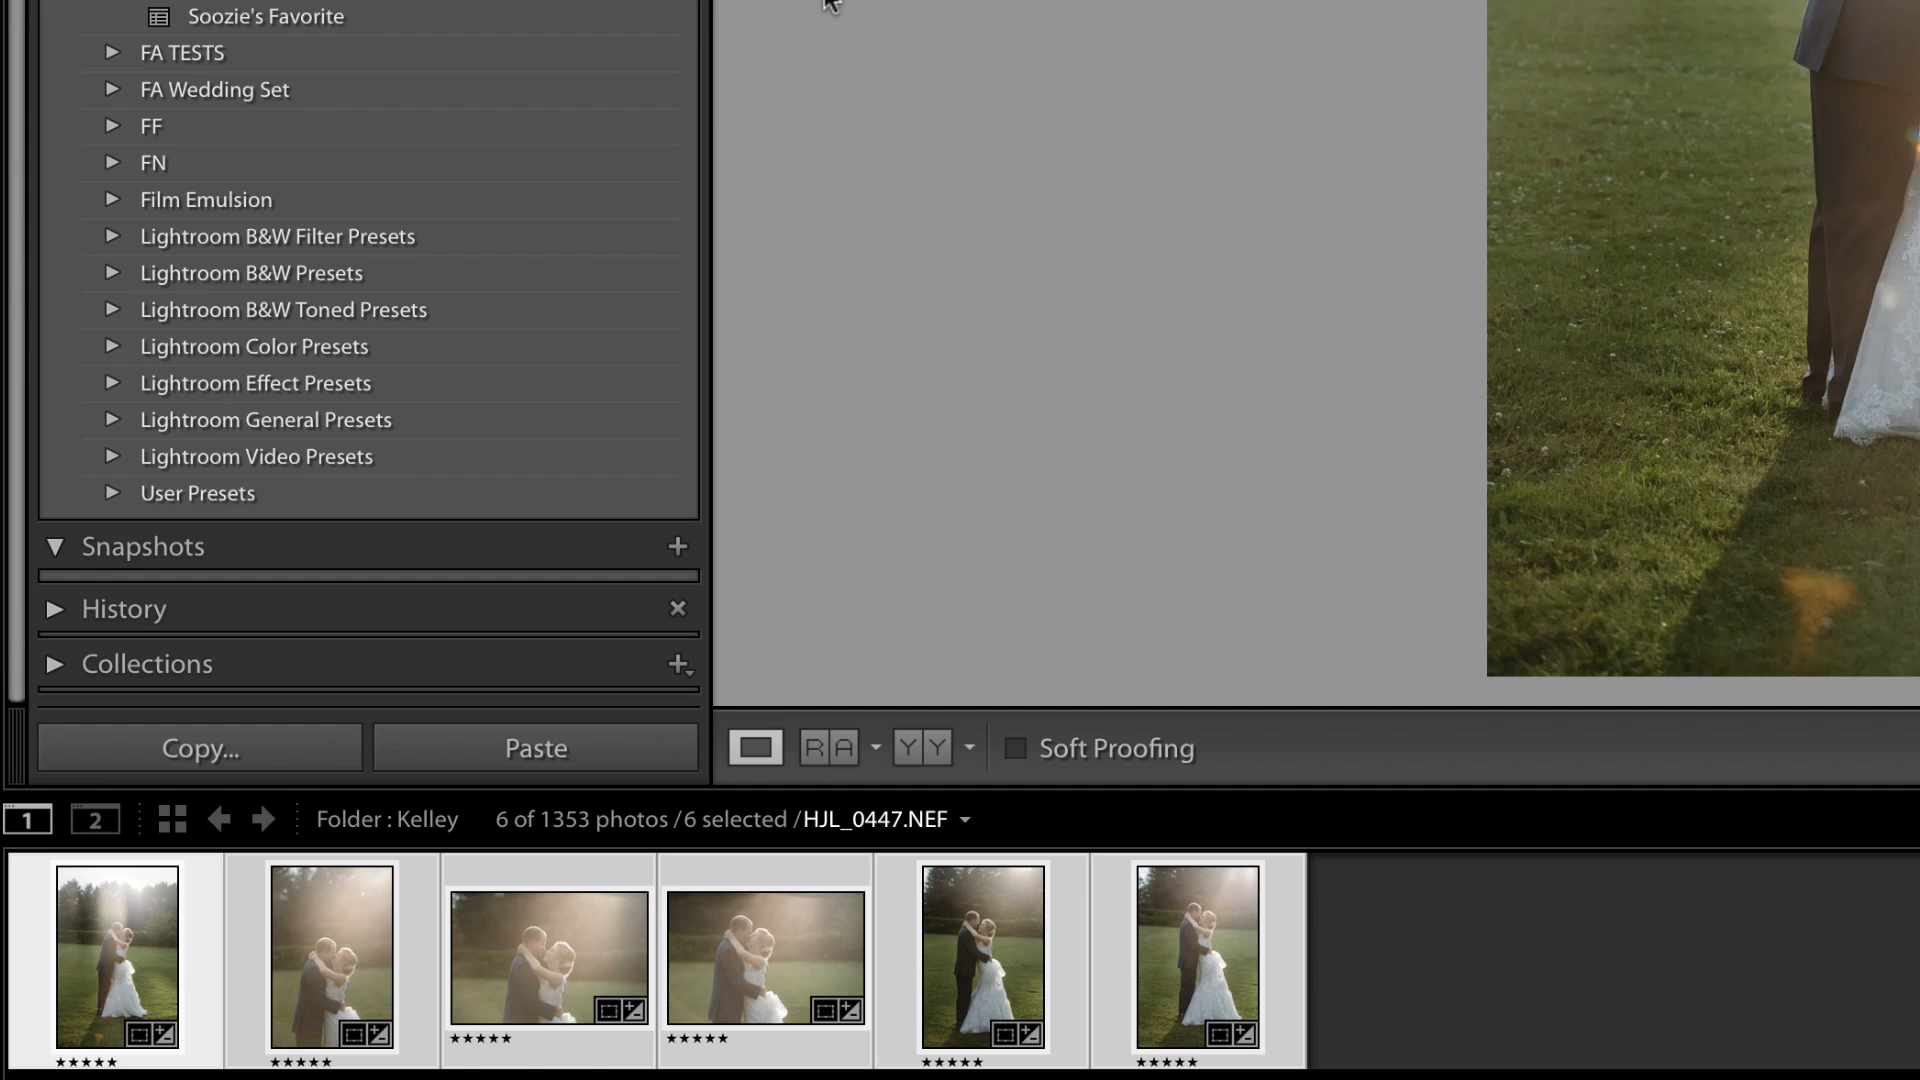 Soozie's Favorite
FA TESTS
FA Wedding Set
FF
FN
Film Emulsion
Lightroom B&W Filter Presets
Lightroom B&W Presets
Lightroom B&W Toned Presets
Lightroom Color Presets
Lightroom Effect Presets
Lightroom General Presets
Lightroom Video Presets
User Presets
Snapshots
History
Collections
Copy... Paste RA YY Soft Proofing
1 2 Folder : Kelley 6 of 1353 photos /6 selected /HJL_0447.NEF